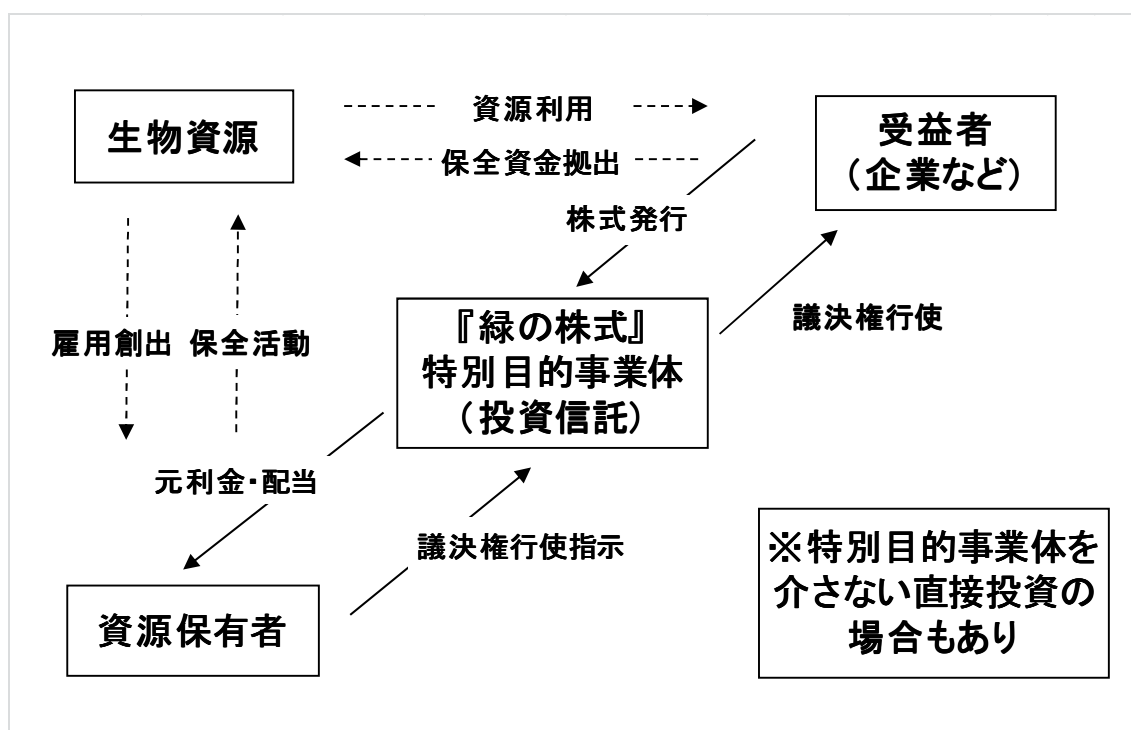 生物資源
資源利用
保全資金拠出
受益者
（企業など）
株式発行
議決権行使
『緑の株式』
特別目的事業体
（投資信託）
雇用創出
保全活動
元利金・配当
議決権行使指示
資源保有者
※特別目的事業体を
介さない直接投資の
場合もあり